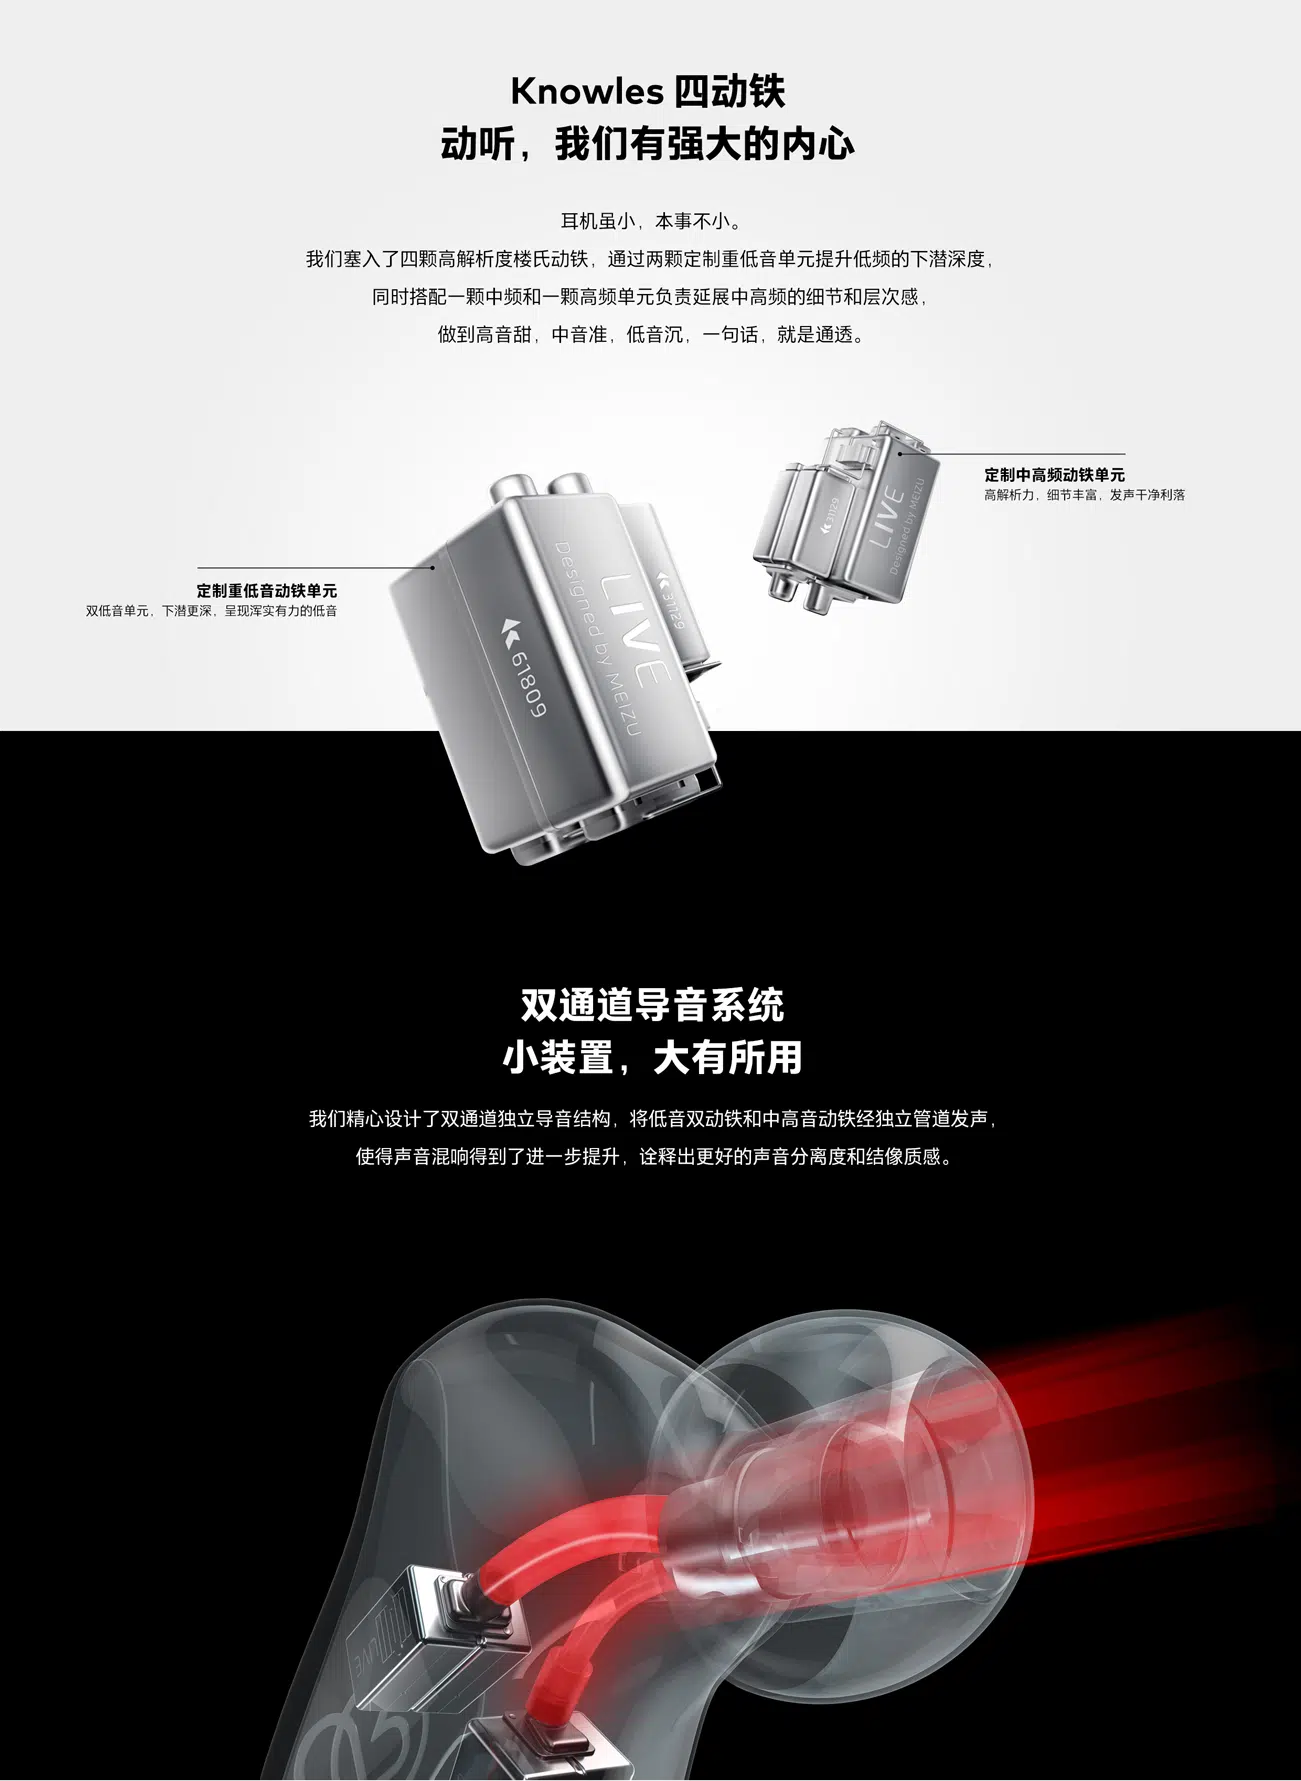 Knowles 四动铁
动听，我们有强大的内心
耳机虽小，本事不小。
我们塞入了四颗高解析度楼氏动铁，通过两颗定制重低音单元提升低频的下潜深度，
同时搭配一颗中频和一颗高频单元负责延展中高频的细节和层次感，
做到高音甜，中音准，低音沉，一句话，就是通透。
定制中高频动铁单元
高解析力，细节丰富，发声干净利落
31129
LIVE
Designed by MEIZU
定制重低音动铁单元
双低音单元，下潜更深，呈现浑实有力的低音
61809
LIVE
Designed by MEIZU
31129
双通道导音系统
小装置，大有所用
我们精心设计了双通道独立导音结构，将低音双动铁和中高音动铁经独立管道发声，
使得声音混响得到了进一步提升，诠释出更好的声音分离度和结像质感。
LIVE